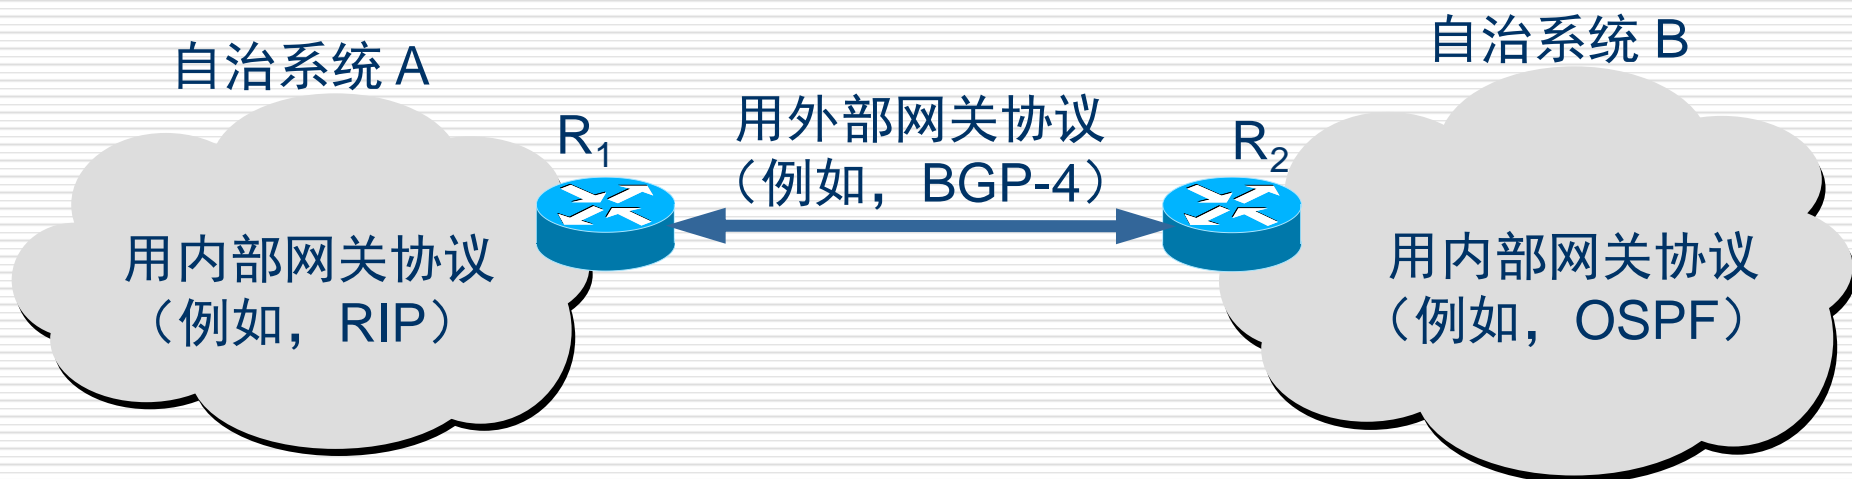 自治系统 A
自治系统 B
R1
用外部网关协议
（例如，BGP-4）
R2
用内部网关协议
（例如，RIP）
用内部网关协议
（例如，OSPF）